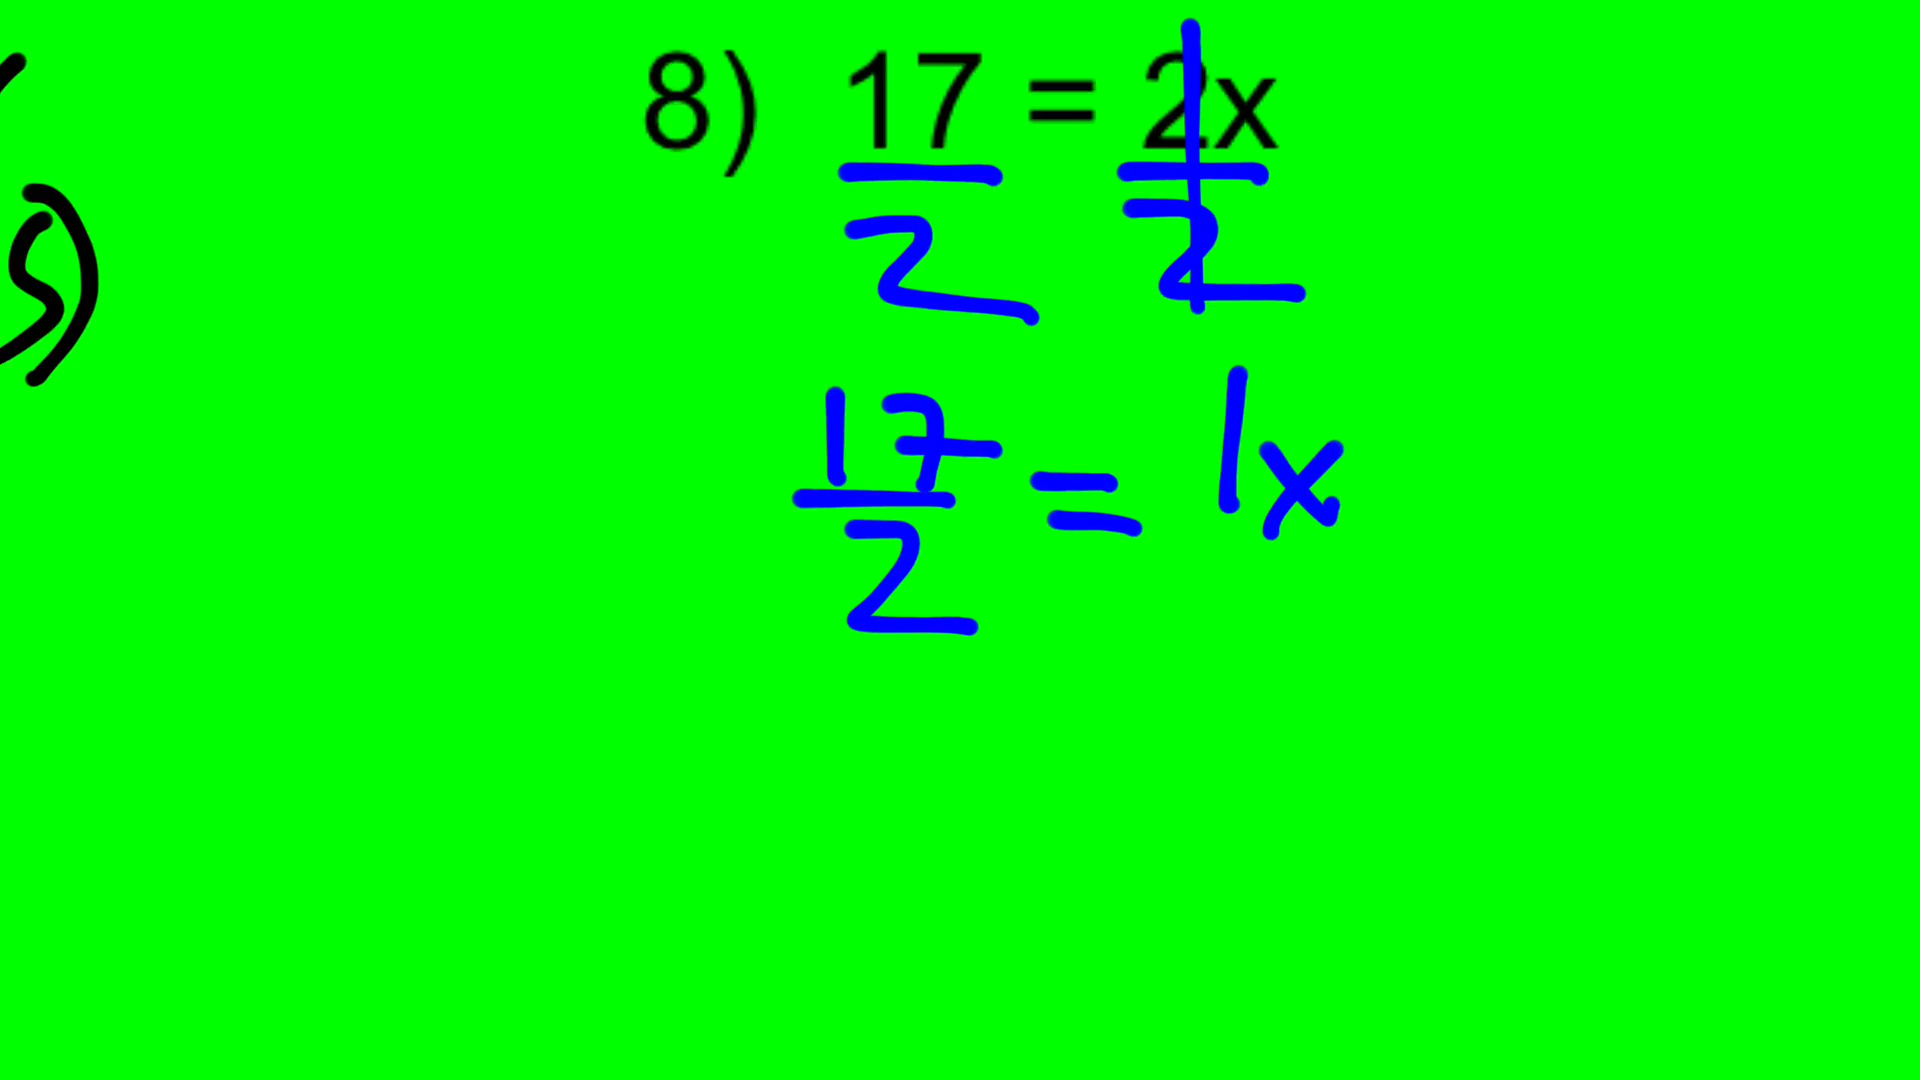 8) 17 = 2x
2 2
17 = 1x
2